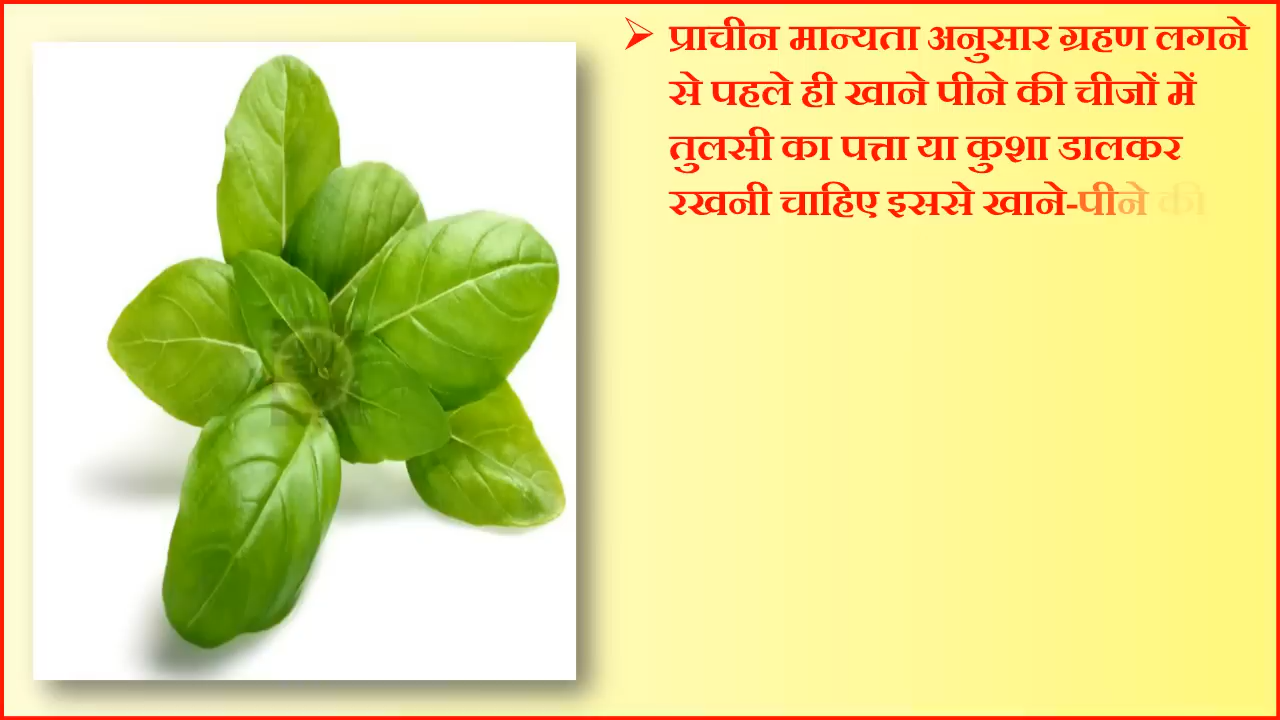 प्राचीन मान्यता अनुसार ग्रहण लगने
से पहले ही खाने पीने की चीजों में
तुलसी का पत्ता या कुशा डालकर
रखनी चाहिए इससे खाने-पीने की